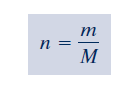 n = m/M